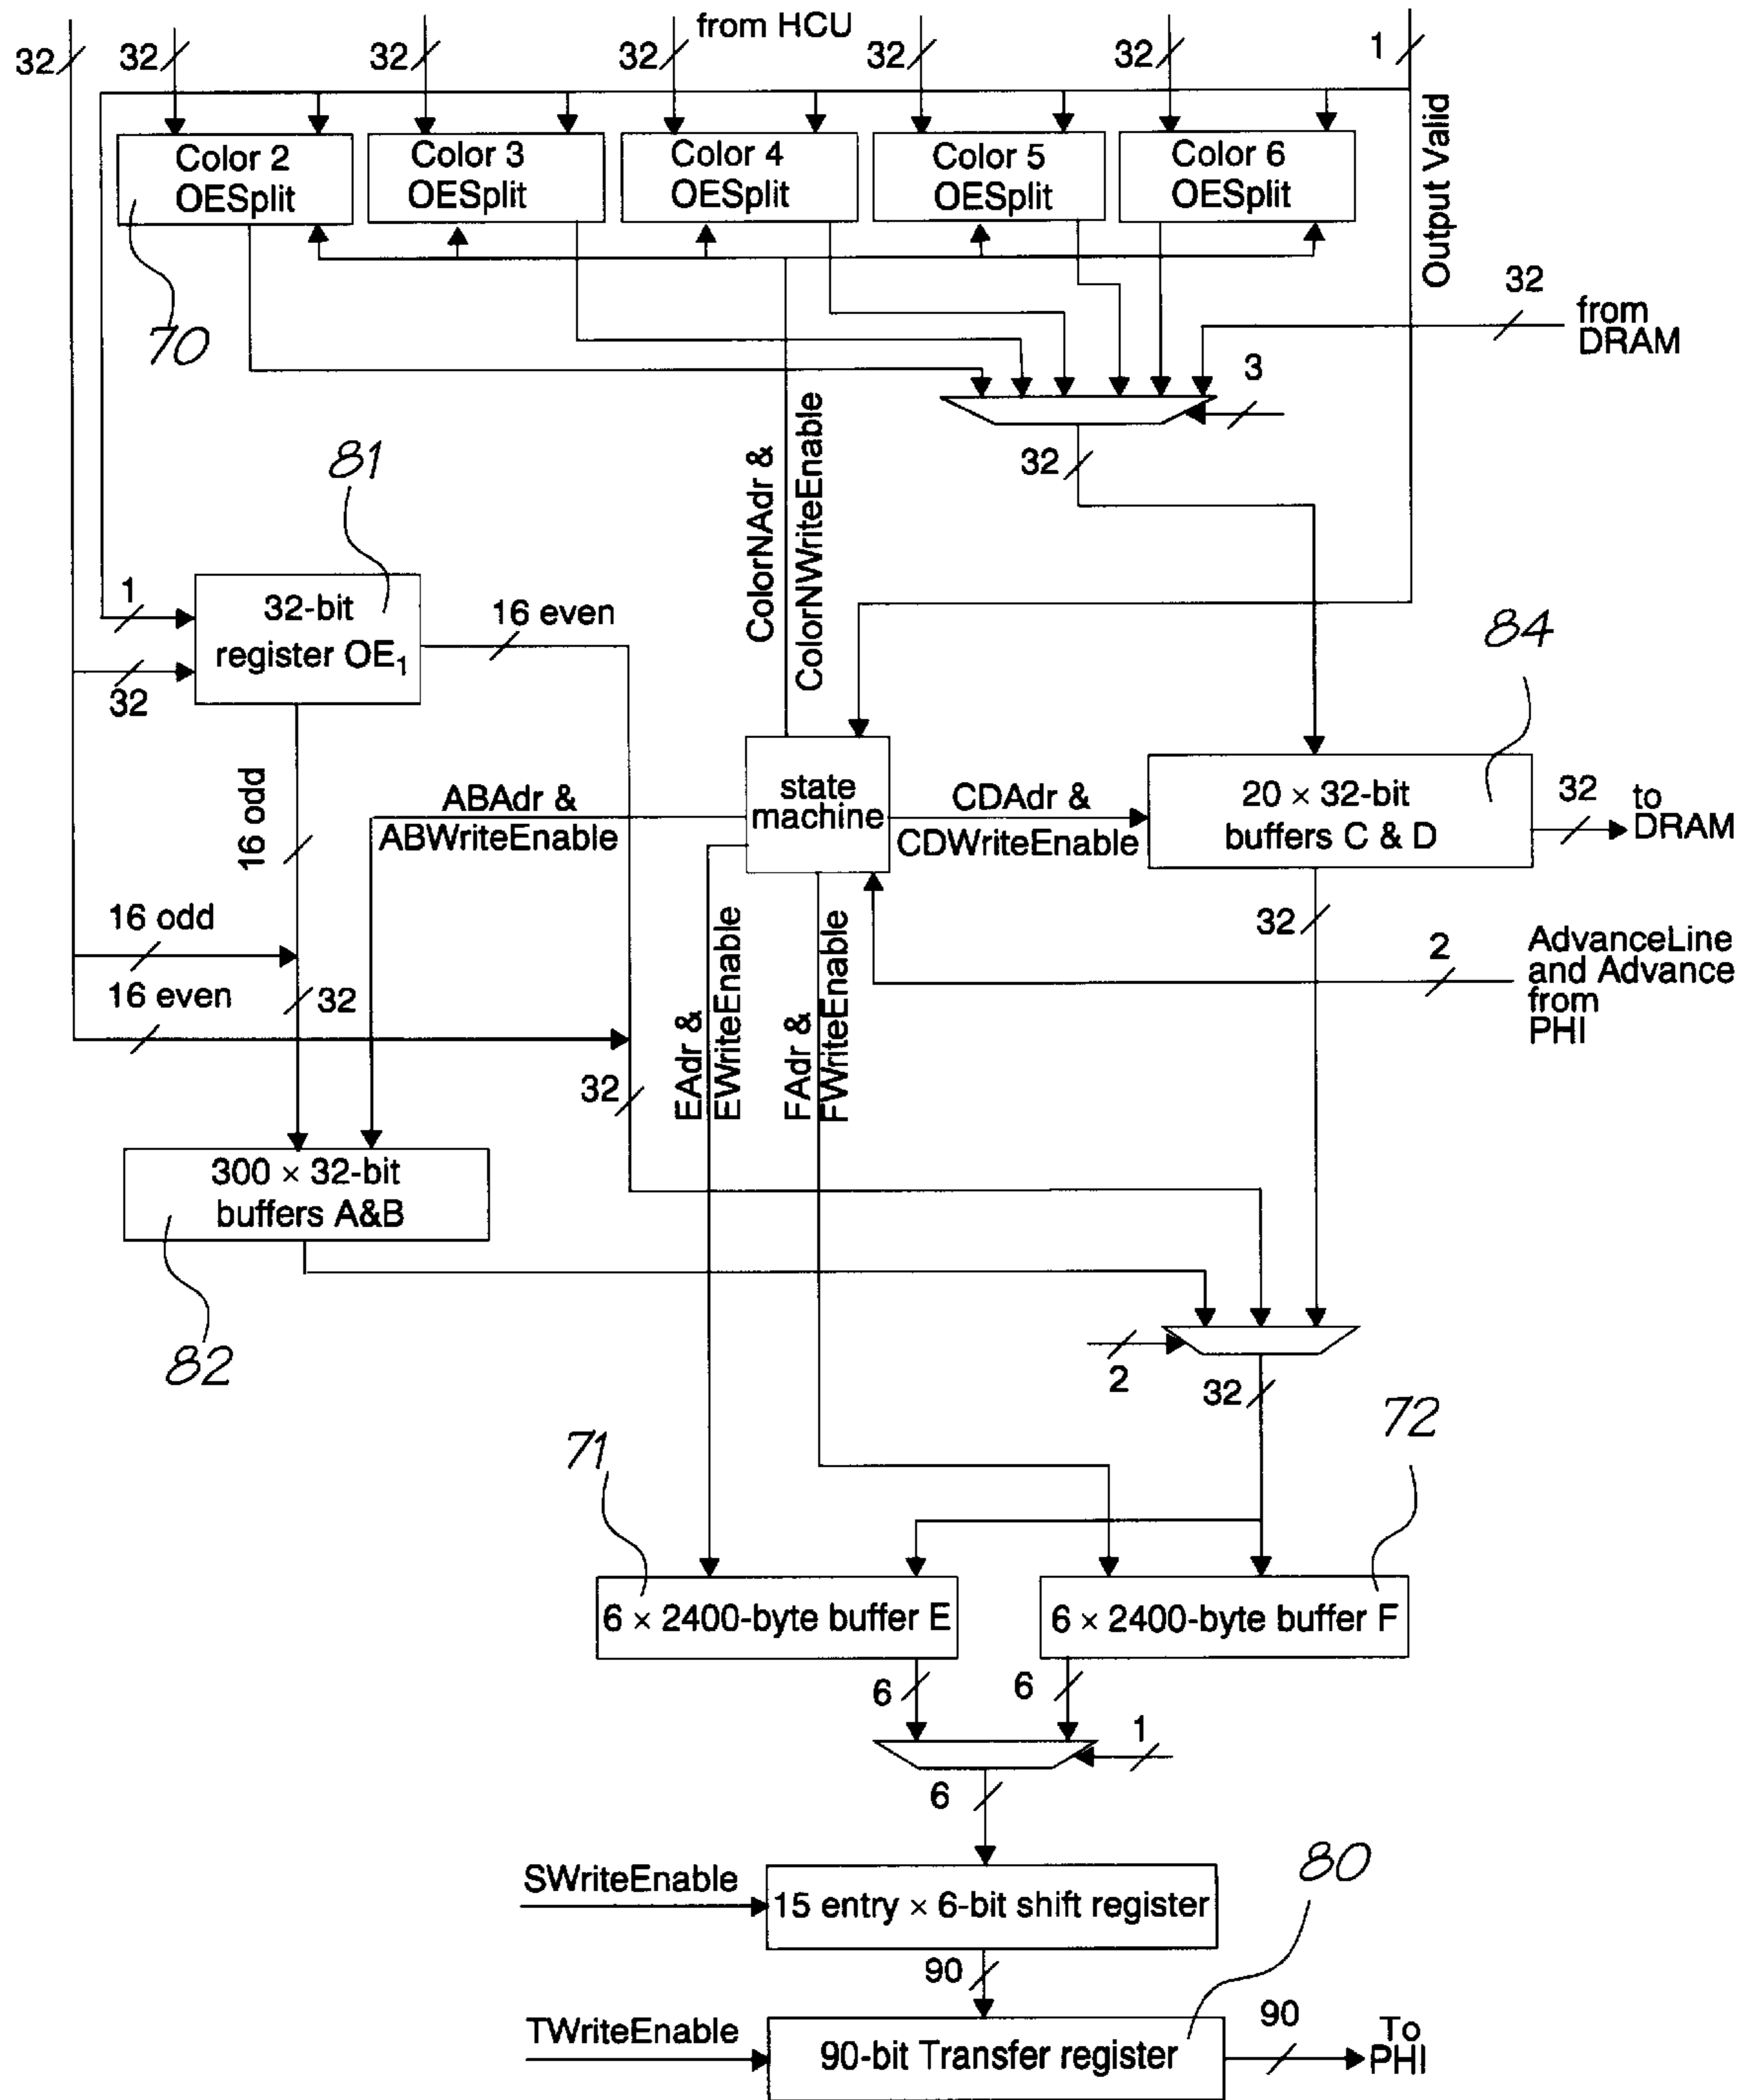 from HCU
32
32
32
32
32
32
1
Color 2
OESplit
Color 3
OESplit
Color 4
OESplit
Color 5
OESplit
Color 6
OESplit
Output Valid
70
32
from
DRAM
3
32
81
ColorNAdr &
ColorNWriteEnable
1
32-bit
register OE1
16 even
32
84
16 odd
ABAdr &
ABWriteEnable
state
machine
CDAdr &
CDWriteEnable
20 × 32-bit
buffers C & D
32
to
DRAM
16 odd
16 even
32
32
EAdr &
EWriteEnable
FAdr &
FWriteEnable
32
2
AdvanceLine
and Advance
from
PHI
300 × 32-bit
buffers A&B
82
2
32
71
72
6 × 2400-byte buffer E
6 × 2400-byte buffer F
6
6
1
6
80
SWriteEnable
15 entry × 6-bit shift register
90
TWriteEnable
90-bit Transfer register
90
To
PHI